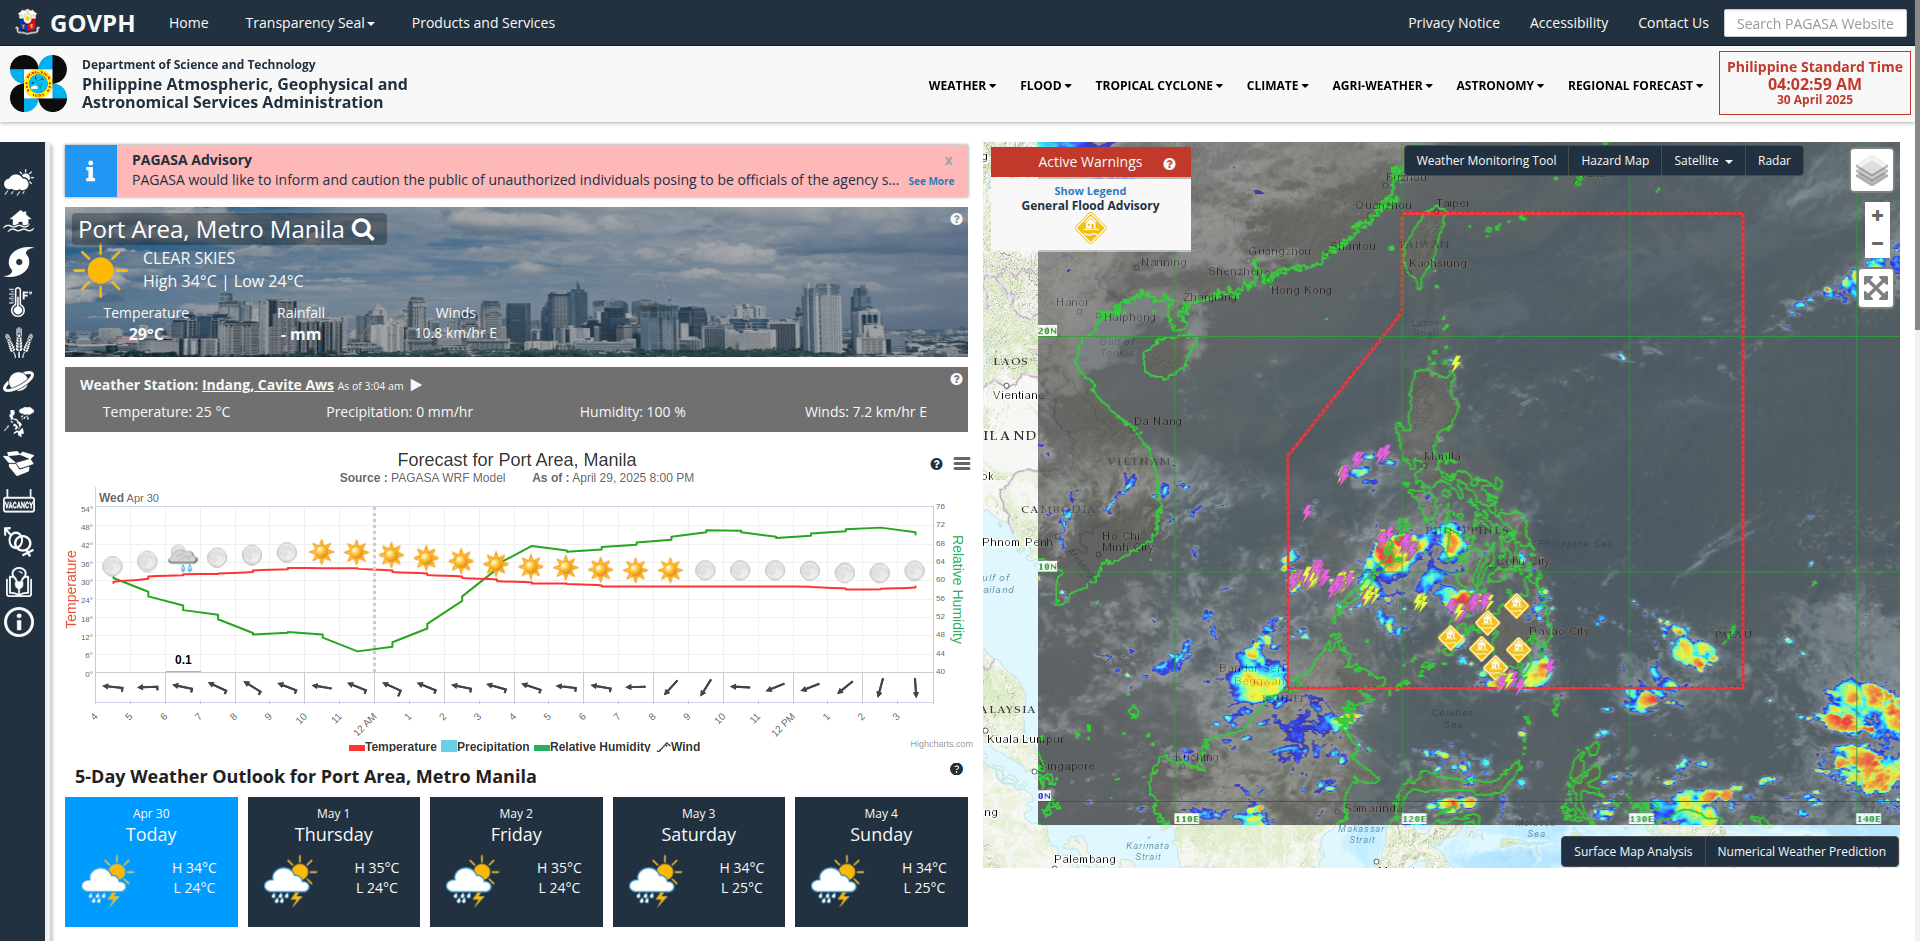 GOVPH
Home
Transparency Seal
Products and Services
Privacy Notice
Accessibility
Contact Us
Search PAGASA Website
Department of Science and Technology
Philippine Atmospheric, Geophysical and
Astronomical Services Administration
WEATHER
FLOOD
TROPICAL CYCLONE
CLIMATE
AGRI-WEATHER
ASTRONOMY
REGIONAL FORECAST
Philippine Standard Time
04:02:59 AM
30 April 2025
VACANCY
PAGASA Advisory
x
PAGASA would like to inform and caution the public of unauthorized individuals posing to be officials of the agency s... See More
Port Area, Metro Manila
CLEAR SKIES
High 34°C | Low 24°C
Temperature
29°C
Rainfall
- mm
Winds
10.8 km/hr E
Weather Station: Indang, Cavite Aws As of 3:04 am
Temperature: 25 °C
Precipitation: 0 mm/hr
Humidity: 100 %
Winds: 7.2 km/hr E
Forecast for Port Area, Manila
Source : PAGASA WRF Model As of : April 29, 2025 8:00 PM
Wed Apr 30
54°
48°
42°
36°
30°
24°
18°
12°
6°
0°
Temperature
76
72
68
64
60
56
52
48
44
40
Relative Humidity
0.1
4 5 6 7 8 9 10 11 12 AM 1 2 3 4 5 6 7 8 9 10 11 12 PM 1 2 3
Temperature Precipitation Relative Humidity Wind
Highcharts.com
5-Day Weather Outlook for Port Area, Metro Manila
Apr 30
Today
H 34°C
L 24°C
May 1
Thursday
H 35°C
L 24°C
May 2
Friday
H 35°C
L 24°C
May 3
Saturday
H 34°C
L 25°C
May 4
Sunday
H 34°C
L 25°C
Active Warnings
Show Legend
General Flood Advisory
Weather Monitoring Tool
Hazard Map
Satellite
Radar
+
−
Fuzhou
Quanzhou
Taipei
Shantou
TAIWAN
Kaohsiung
Guangzhou
Nanning
Shenzhen
Hong Kong
Zhanjiang
Hanoi
Haiphong
Gulf of
Tonkin
Luzon
Strait
20N
LAOS
Vientiane
Da Nang
ILAND
VIETNAM
Manila
ok
CAMBODIA
Phnom Penh
Ho Chi
Minh City
PHILIPPINES
Philippine Sea
Cebu City
10N
ulf of
ailand
Davao City
PALAU
Bandar Seri
Begawan
BRUNEI
ALAYSIA
Celebes
Sea
Kuala Lumpur
Kuching
Singapore
0N
ng
Samarinda
110E
120E
130E
140E
Makassar
Strait
Molucca
Sea
Karimata
Strait
Palembang
Surface Map Analysis
Numerical Weather Prediction